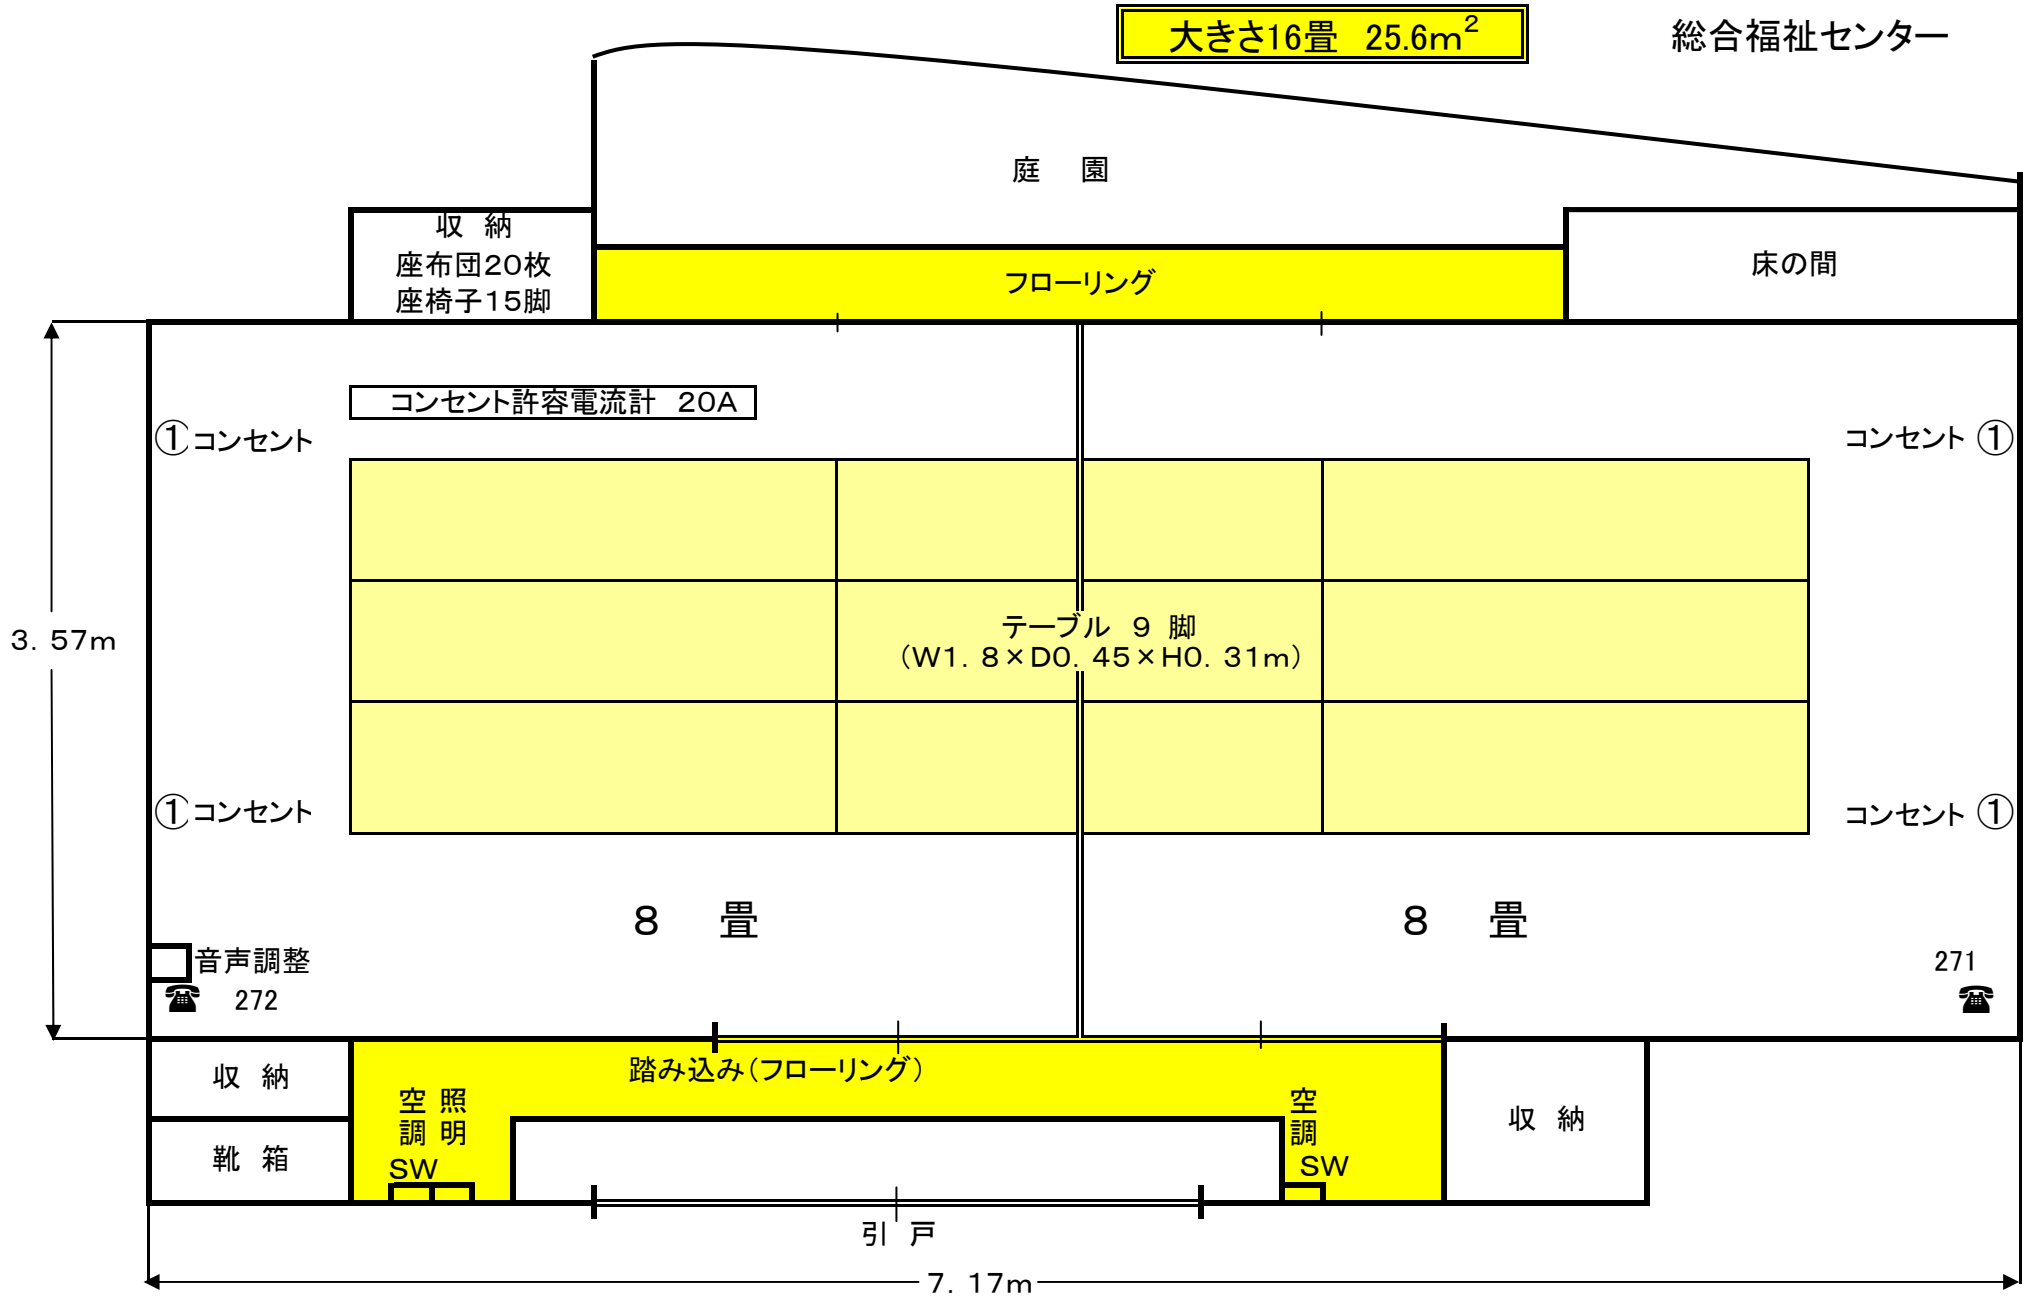 大きさ16畳　25.6m²
総合福祉センター
庭　園
収　納
座布団20枚
座椅子15脚
フローリング
床の間
コンセント許容電流計　20A
①コンセント
コンセント①
3．57m
テーブル　9　脚
（W1．8×D0．45×H0．31m）
①コンセント
コンセント①
8　畳
8　畳
音声調整
☎　272
271
☎
踏み込み（フローリング）
収　納
靴　箱
空調
照明
SW
空調
SW
収　納
引　戸
7．17m